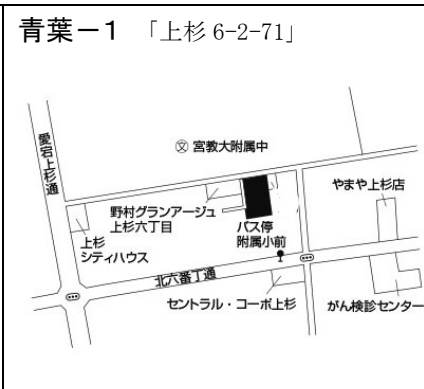 青葉－1 「上杉 6-2-71」
愛宕上杉通
㊛ 宮教大附属中
野村グランアージュ
上杉六丁目
バス停
附属小前
やまや上杉店
上杉
シティハウス
北六番丁通
セントラル・コーポ上杉
がん検診センター